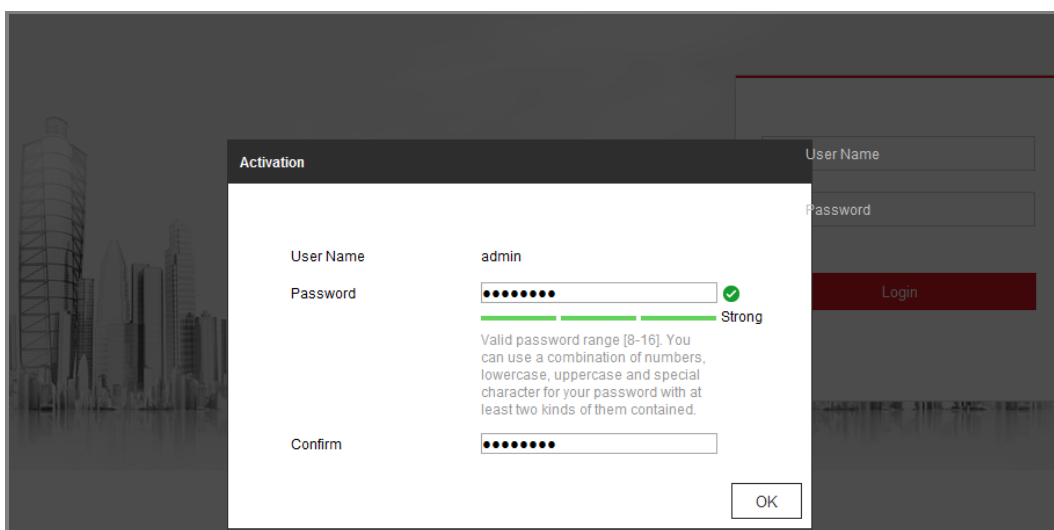 Activation
User Name
Password
Login
User Name admin
Password ●●●●●●●●
Strong
Valid password range [8-16]. You
can use a combination of numbers,
lowercase, uppercase and special
character for your password with at
least two kinds of them contained.
Confirm ●●●●●●●●
OK